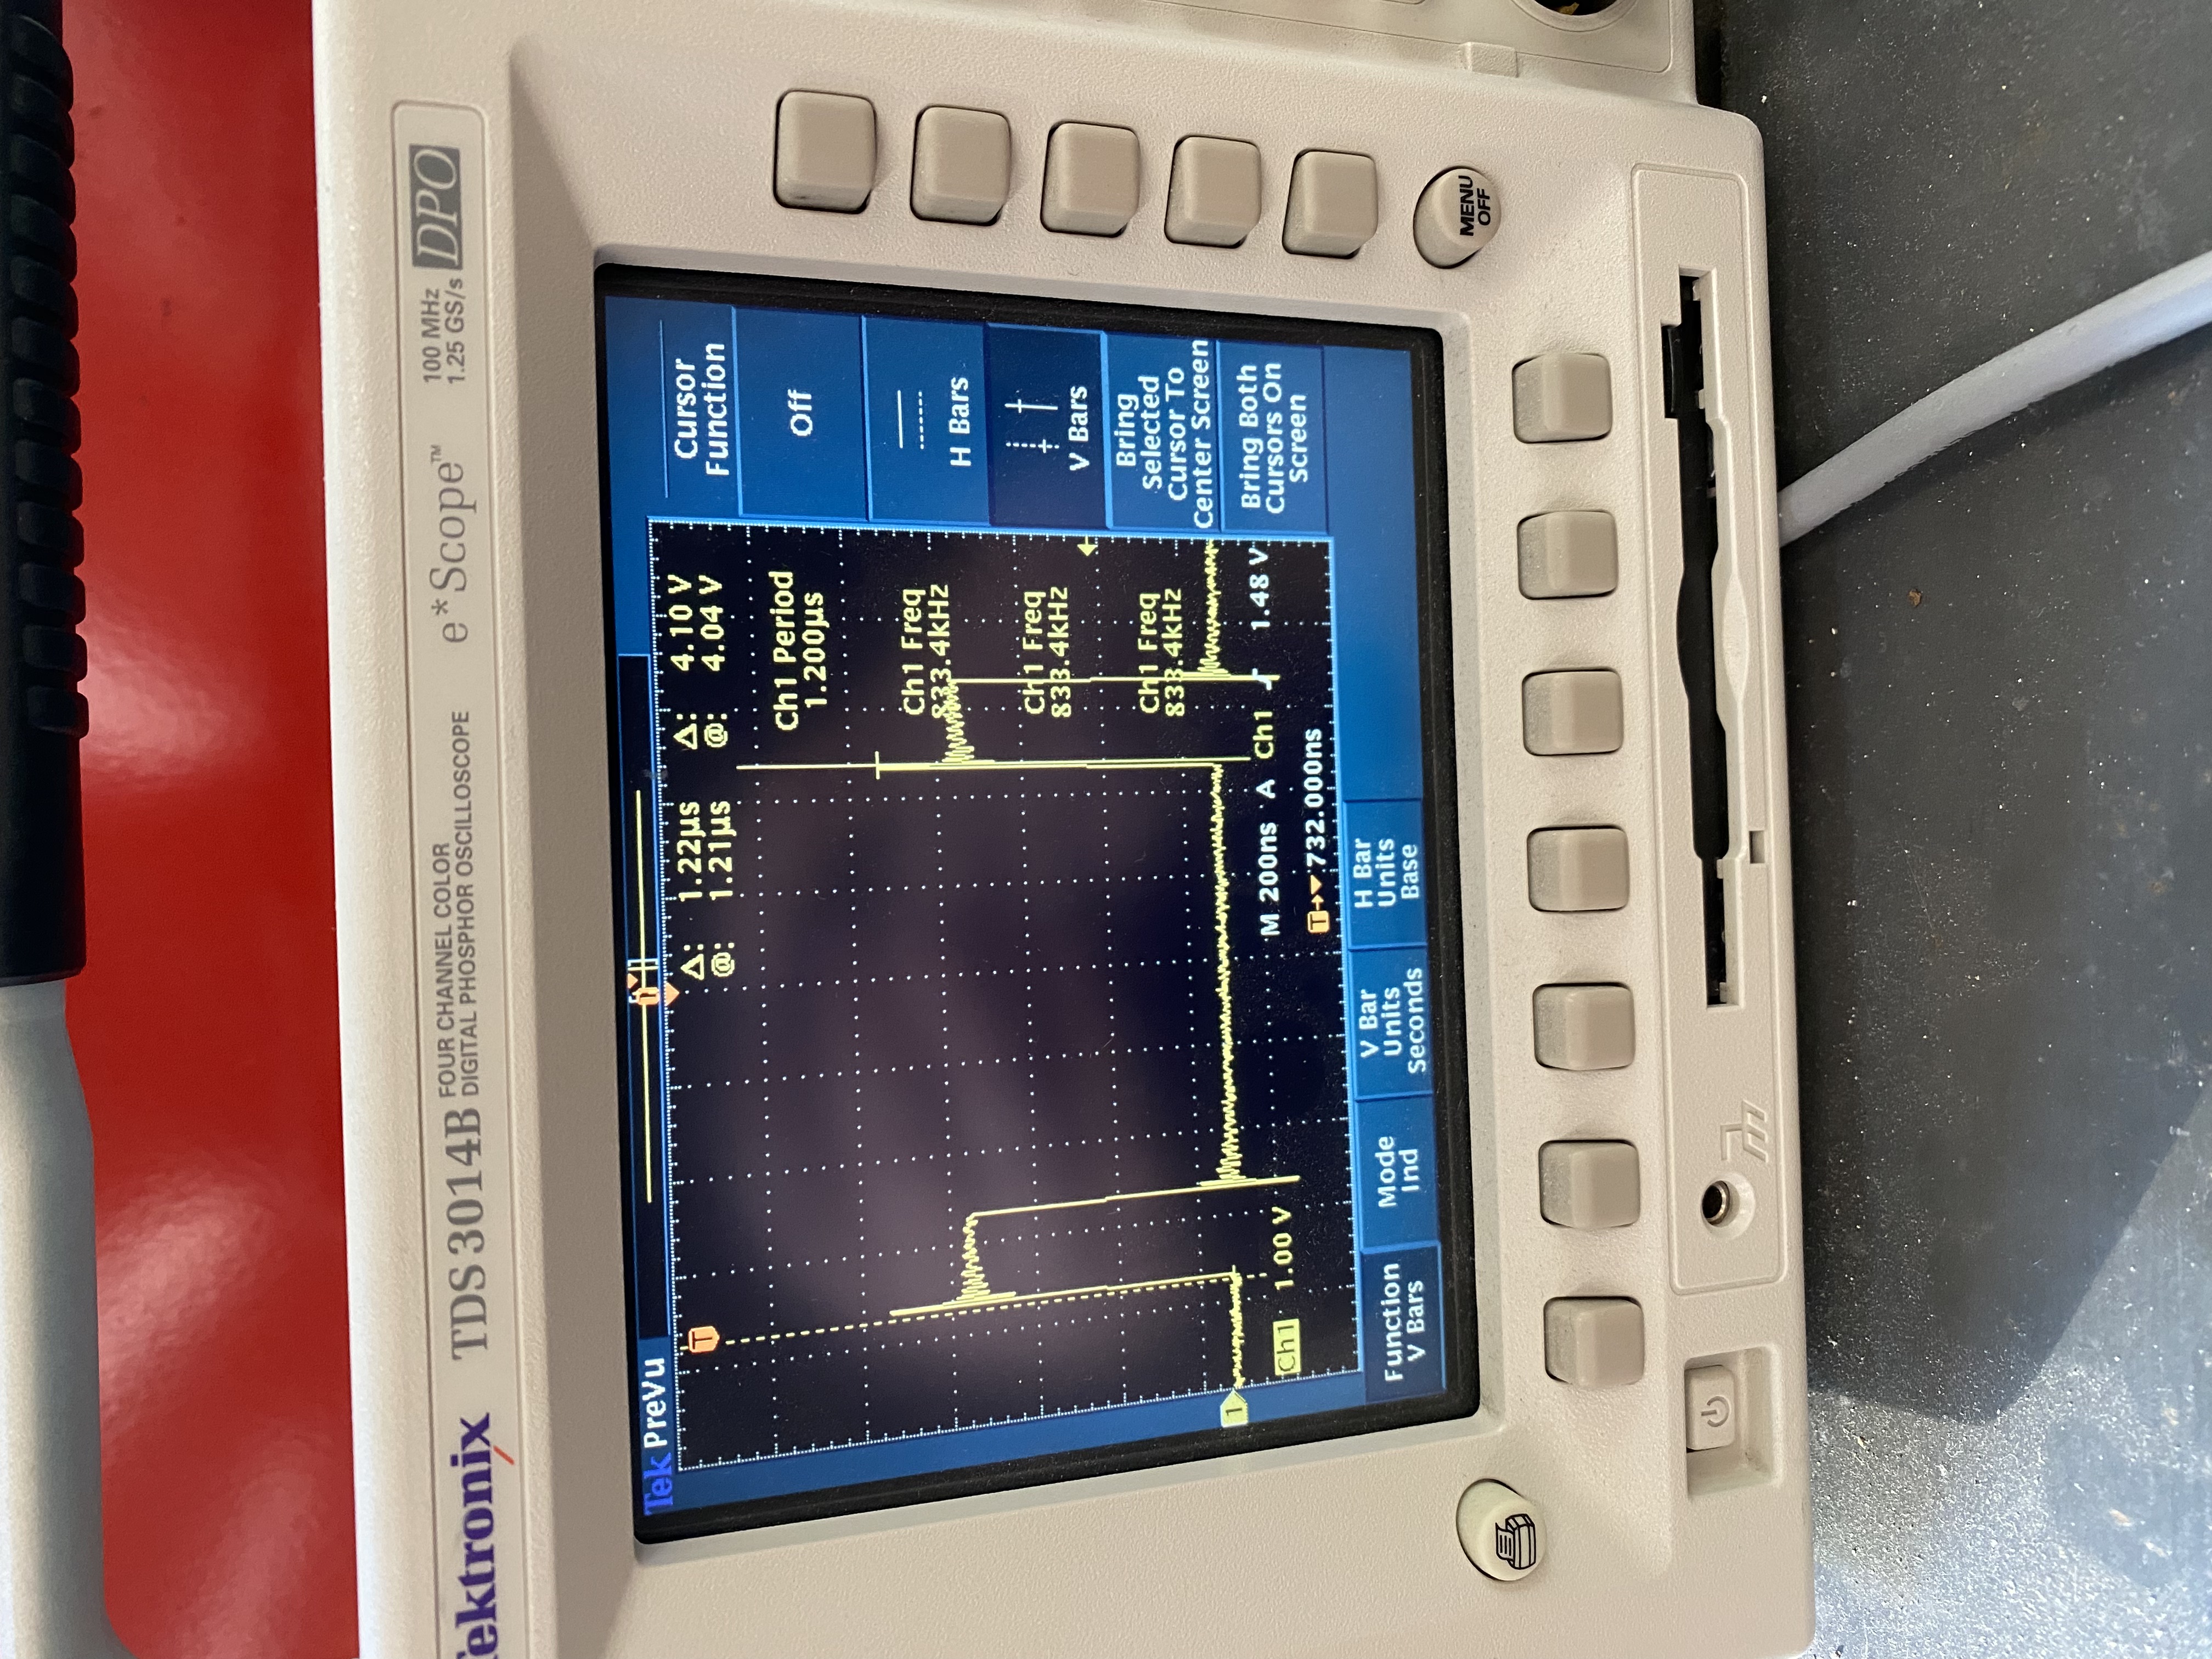 Tektronix
TDS 3014B
FOUR CHANNEL COLOR
DIGITAL PHOSPHOR OSCILLOSCOPE
e*Scope™
100 MHz
1.25 GS/s
DPO
Tek PreVu
T
T
Δ: 1.22µs Δ: 4.10 V
@: 1.21µs @: 4.04 V
Ch1 Period
1.200µs
Ch1 Freq
833.4kHz
Ch1 Freq
833.4kHz
Ch1 Freq
833.4kHz
1
Ch1 1.00 V
M 200ns A Ch1 1.48 V
T→▼ 732.000ns
Cursor
Function
Off
H Bars
V Bars
Bring
Selected
Cursor To
Center Screen
Bring Both
Cursors On
Screen
Function
V Bars
Mode
Ind
V Bar
Units
Seconds
H Bar
Units
Base
MENU
OFF